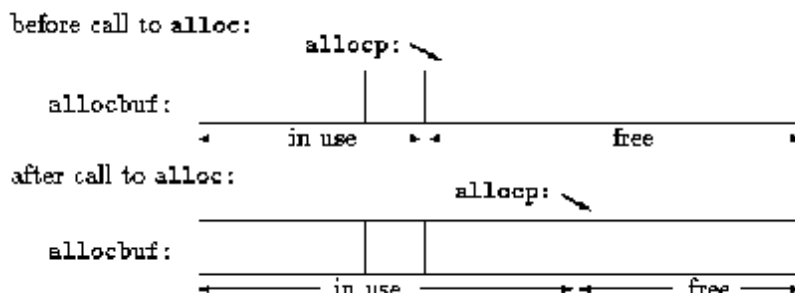 before call to alloc:
allocp:
allocbuf:
in use free
after call to alloc:
allocp:
allocbuf:
in use free